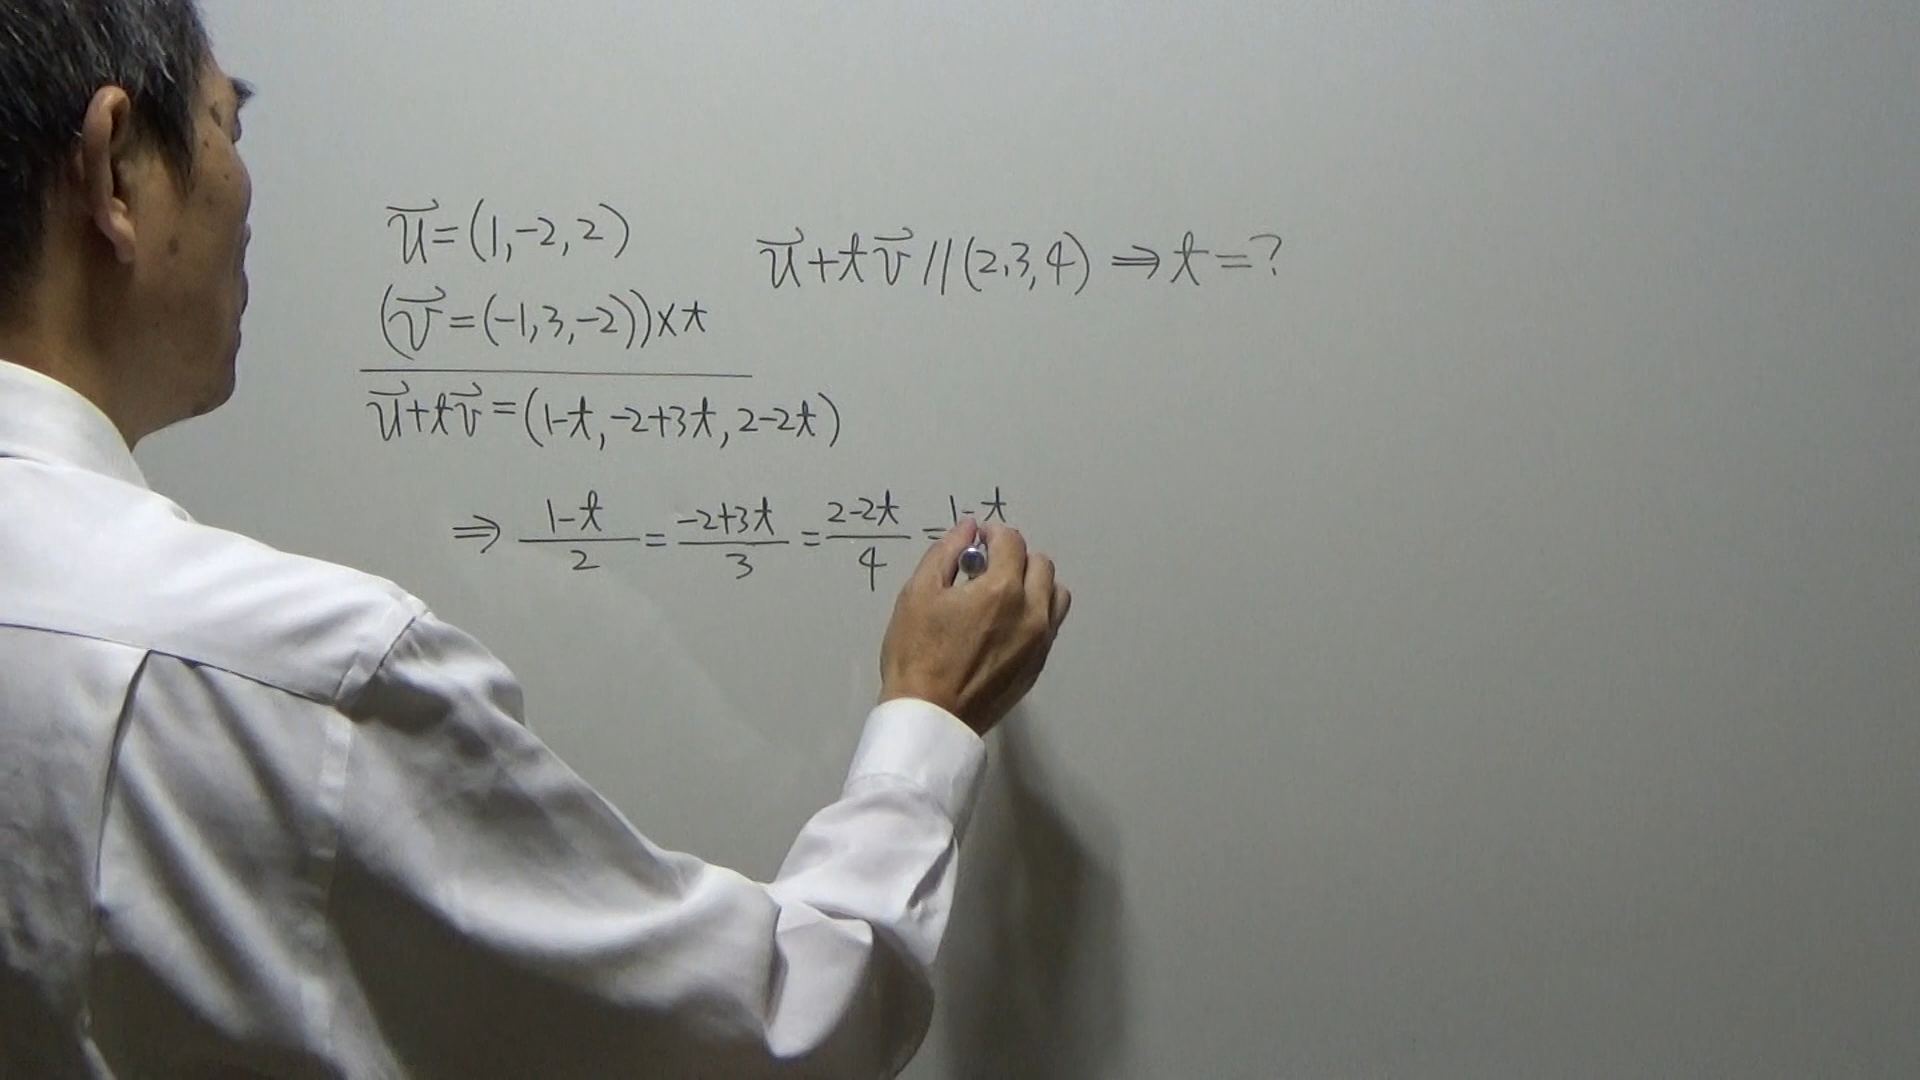 u⃗=(1,-2,2)
u⃗+tv⃗//(2,3,4)⇒t=?
(v⃗=(-1,3,-2))×t
u⃗+tv⃗=(1-t,-2+3t,2-2t)
⇒ (1-t)/2 = (-2+3t)/3 = (2-2t)/4 = 1-t